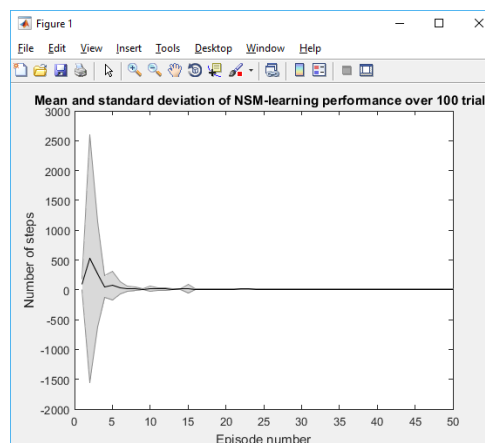 Figure 1
File Edit View Insert Tools Desktop Window Help
Mean and standard deviation of NSM-learning performance over 100 trial
3000
2500
2000
1500
1000
500
0
-500
-1000
-1500
-2000
Number of steps
0 5 10 15 20 25 30 35 40 45 50
Episode number